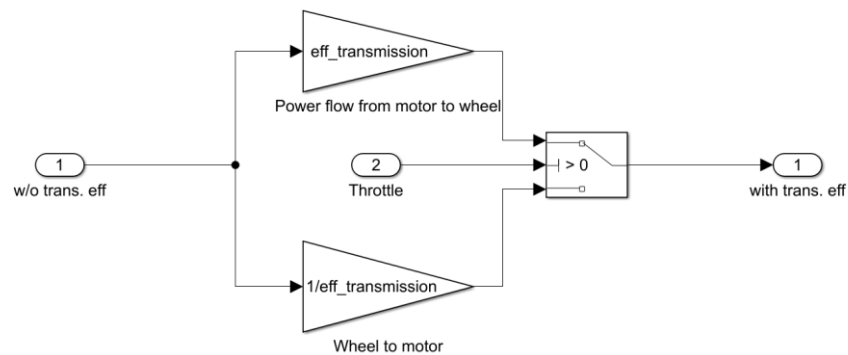 eff_transmission
Power flow from motor to wheel
1
w/o trans. eff
2
Throttle
> 0
1
with trans. eff
1/eff_transmission
Wheel to motor